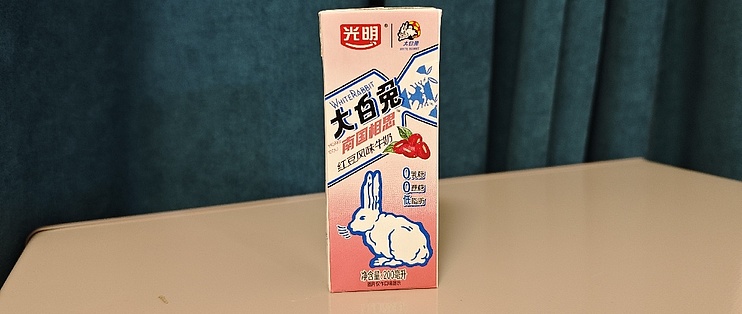 光明
大白兔
WHITE RABBIT
WHITERABBIT
大白兔
南国相思
红豆风味牛奶
0乳糖
0蔗糖
低脂肪
净含量:200毫升